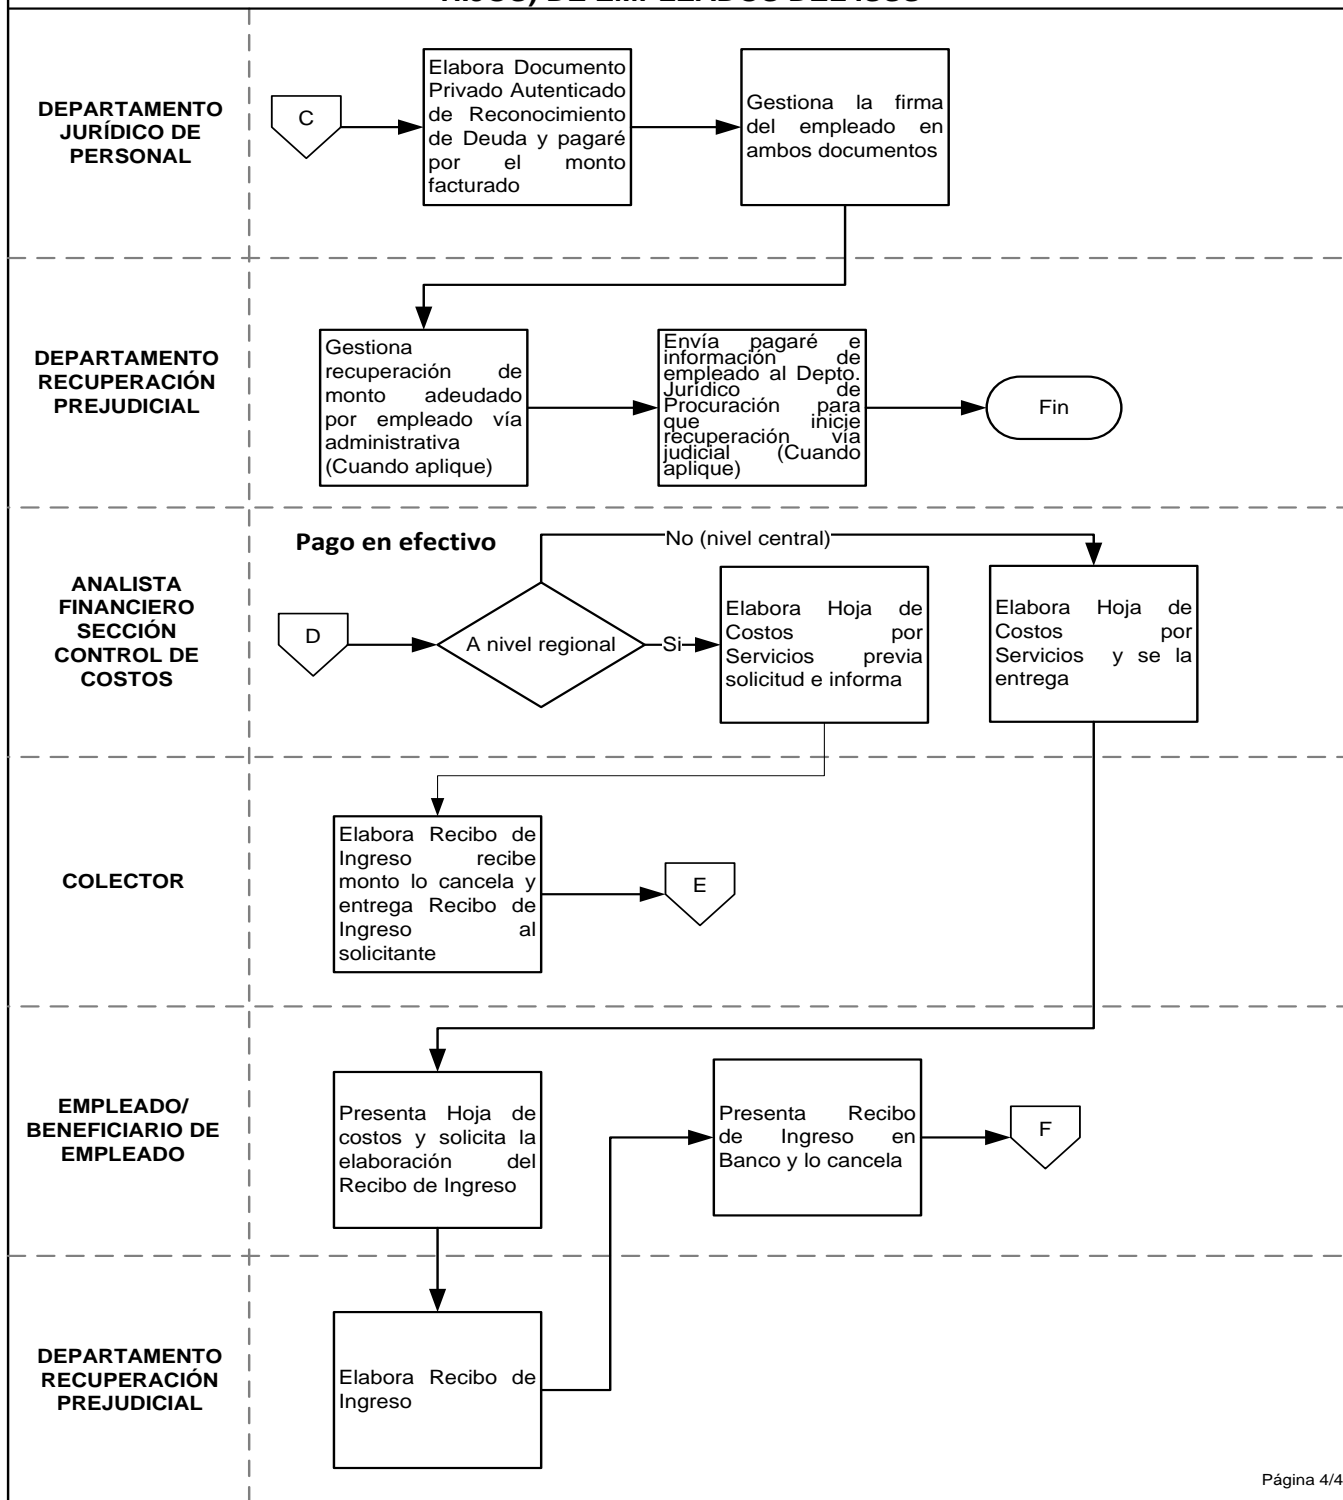 HIJOS, DE EMPLEADOS DEL ISSS
DEPARTAMENTO
JURÍDICO DE
PERSONAL
C
Elabora Documento
Privado Autenticado
de Reconocimiento
de Deuda y pagaré
por el monto
facturado
Gestiona la firma
del empleado en
ambos documentos
DEPARTAMENTO
RECUPERACIÓN
PREJUDICIAL
Gestiona
recuperación de
monto adeudado
por empleado vía
administrativa
(Cuando aplique)
Envía pagaré e
información de
empleado al Depto.
Jurídico de
Procuración para
que inicie
recuperación vía
judicial (Cuando
aplique)
Fin
ANALISTA
FINANCIERO
SECCIÓN
CONTROL DE
COSTOS
Pago en efectivo
D
A nivel regional
No (nivel central)
Si
Elabora Hoja de
Costos por
Servicios previa
solicitud e informa
Elabora Hoja de
Costos por
Servicios y se la
entrega
COLECTOR
Elabora Recibo de
Ingreso recibe
monto lo cancela y
entrega Recibo de
Ingreso al
solicitante
E
EMPLEADO/
BENEFICIARIO DE
EMPLEADO
Presenta Hoja de
costos y solicita la
elaboración del
Recibo de Ingreso
Presenta Recibo
de Ingreso en
Banco y lo cancela
F
DEPARTAMENTO
RECUPERACIÓN
PREJUDICIAL
Elabora Recibo de
Ingreso
Página 4/4